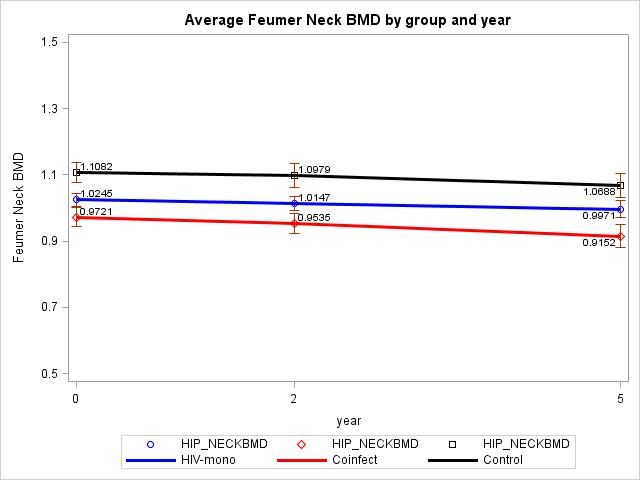 Average Feumer Neck BMD by group and year
1.5
1.3
1.1
0.9
0.7
0.5
Feumer Neck BMD
1.1082
1.0979
1.0688
1.0245
1.0147
0.9971
0.9721
0.9535
0.9152
0 2 5
year
HIP_NECKBMD HIP_NECKBMD HIP_NECKBMD
HIV-mono Coinfect Control